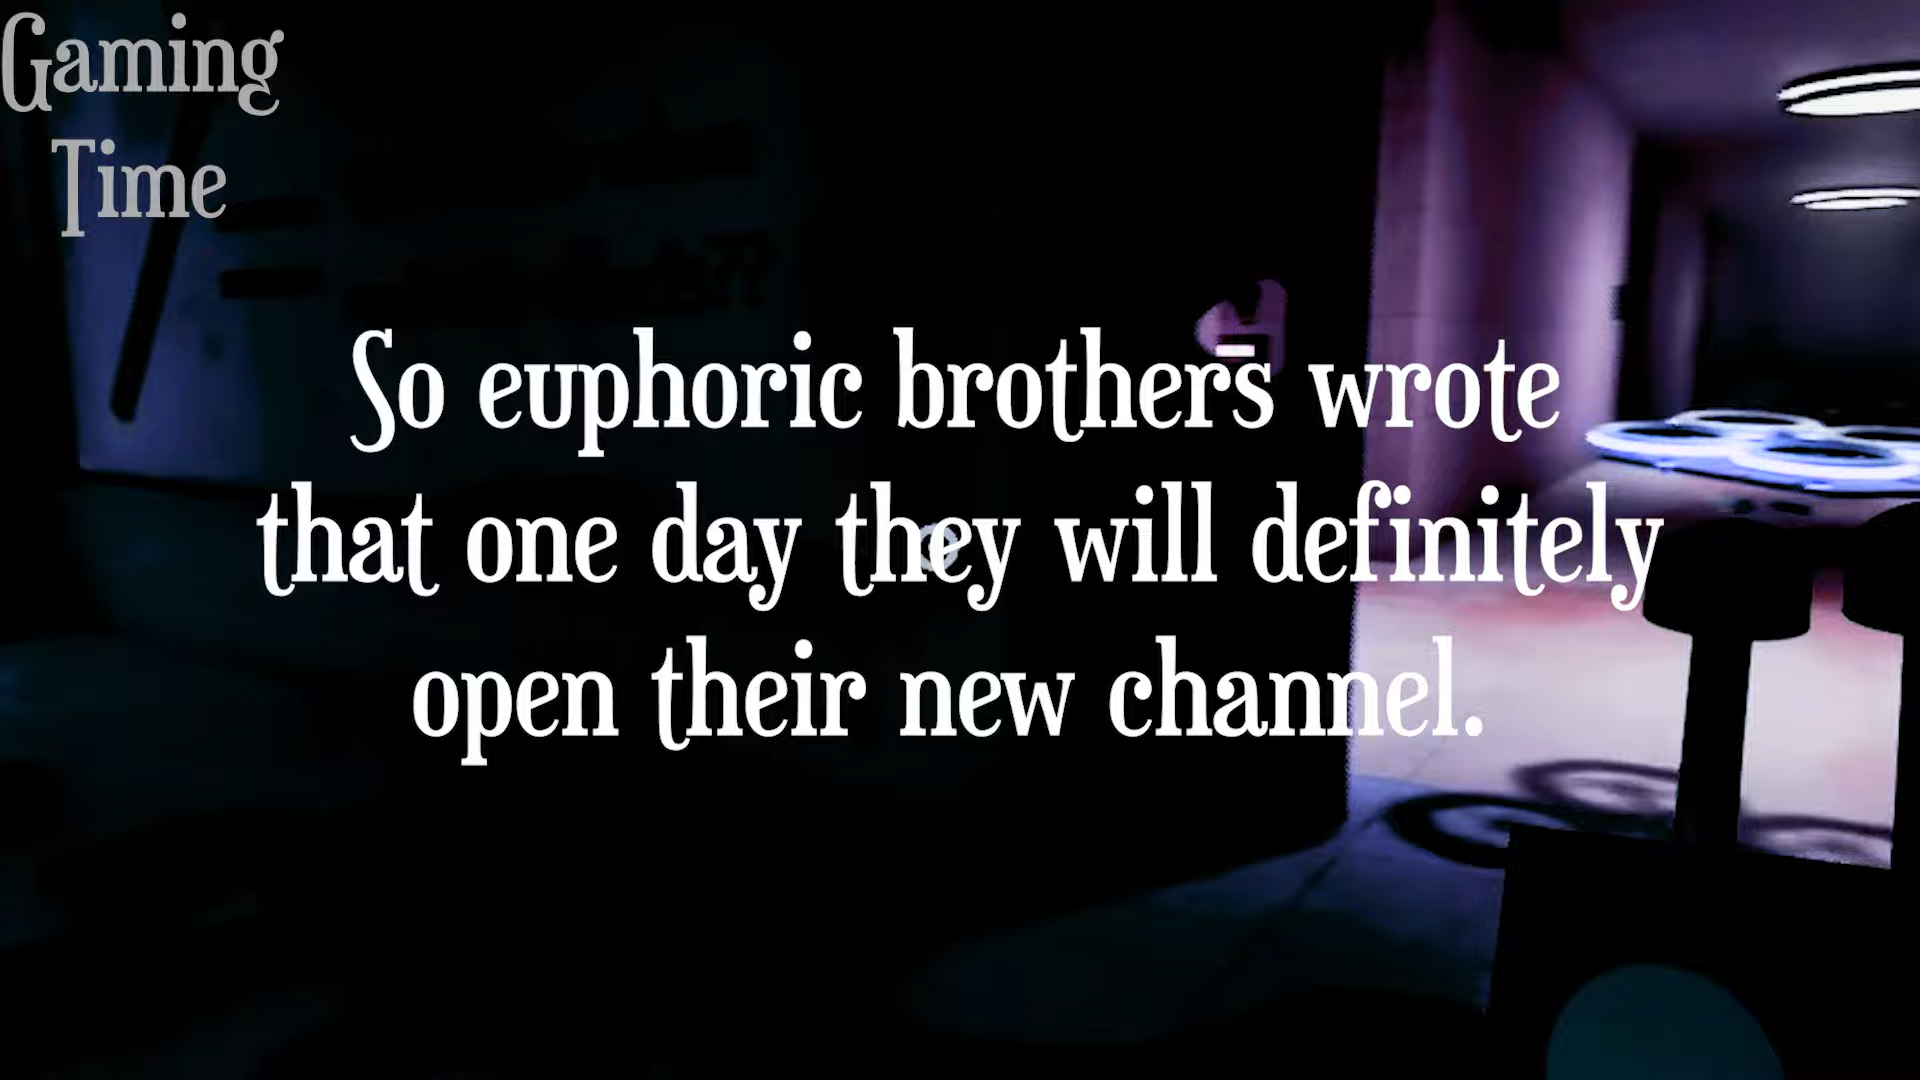 Gaming
Time
So euphoric brothers wrote
that one day they will definitely
open their new channel.